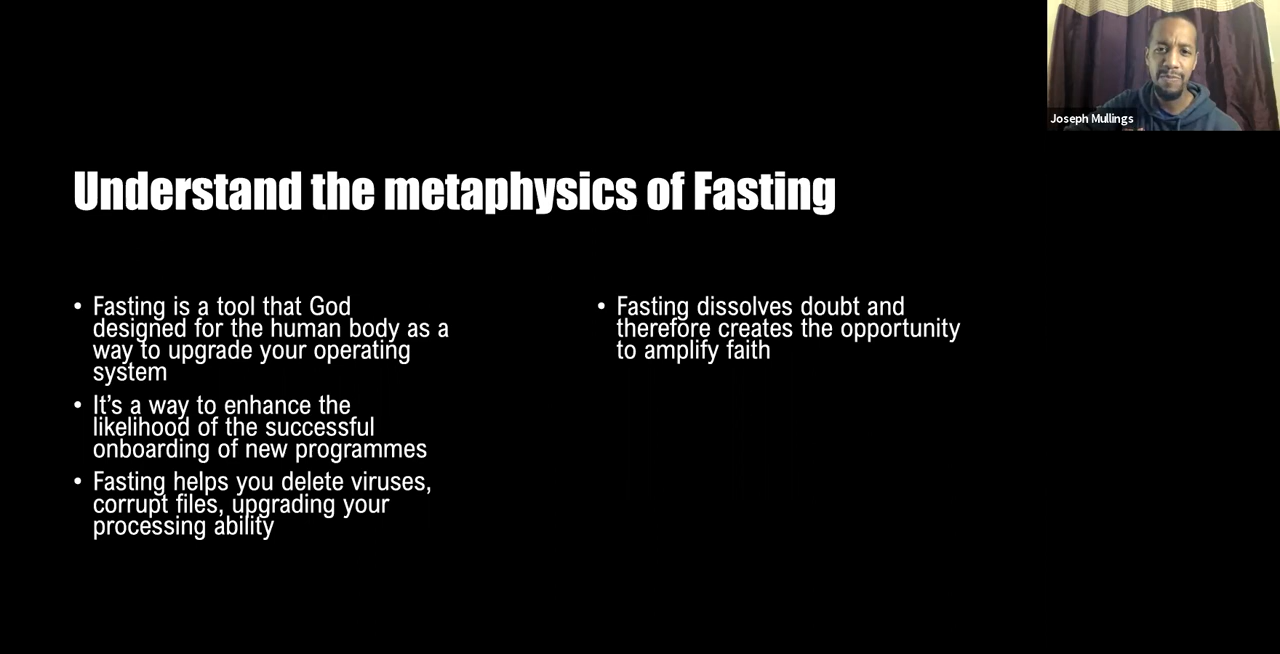 Joseph Mullings
Understand the metaphysics of Fasting
• Fasting is a tool that God
designed for the human body as a
way to upgrade your operating
system
• It's a way to enhance the
likelihood of the successful
onboarding of new programmes
• Fasting helps you delete viruses,
corrupt files, upgrading your
processing ability
• Fasting dissolves doubt and
therefore creates the opportunity
to amplify faith